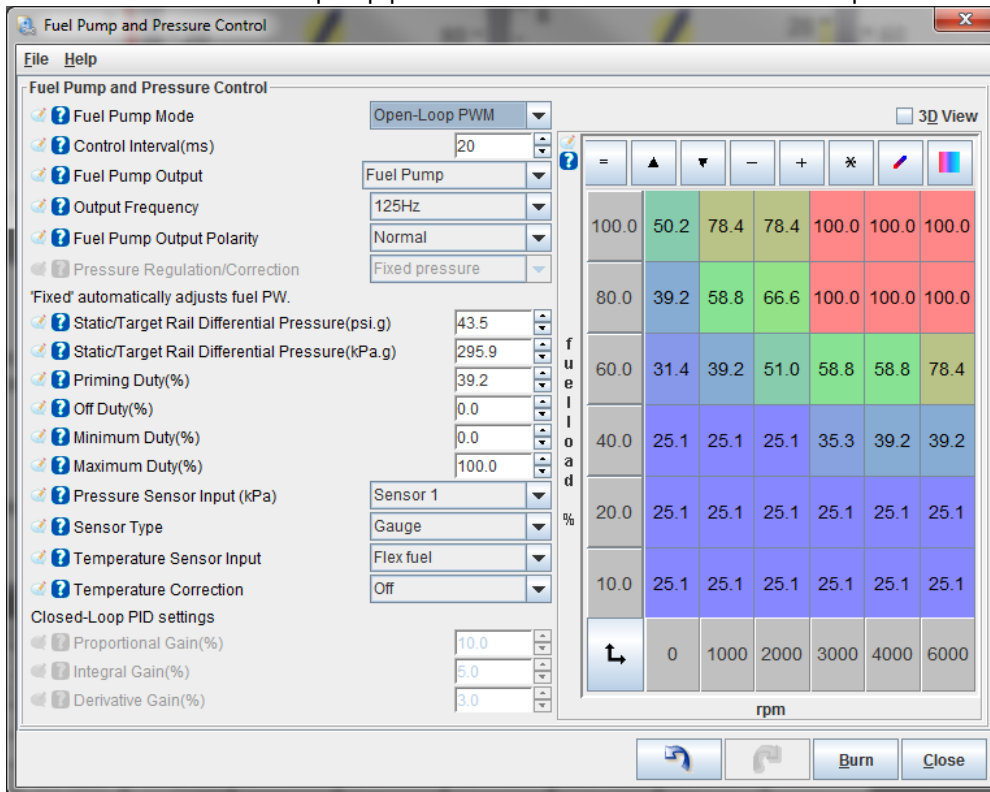 Fuel Pump and Pressure Control
File Help
Fuel Pump and Pressure Control
Fuel Pump Mode Open-Loop PWM
3D View
Control Interval(ms) 20
= - + *
Fuel Pump Output Fuel Pump
Output Frequency 125Hz
Fuel Pump Output Polarity Normal
Pressure Regulation/Correction Fixed pressure
'Fixed' automatically adjusts fuel PW.
Static/Target Rail Differential Pressure(psi.g) 43.5
Static/Target Rail Differential Pressure(kPa.g) 295.9
Priming Duty(%) 39.2
Off Duty(%) 0.0
Minimum Duty(%) 0.0
Maximum Duty(%) 100.0
Pressure Sensor Input (kPa) Sensor 1
Sensor Type Gauge
Temperature Sensor Input Flex fuel
Temperature Correction Off
Closed-Loop PID settings
Proportional Gain(%) 10.0
Integral Gain(%) 5.0
Derivative Gain(%) 3.0
fuelload %
100.0 50.2 78.4 78.4 100.0 100.0 100.0
80.0 39.2 58.8 66.6 100.0 100.0 100.0
60.0 31.4 39.2 51.0 58.8 58.8 78.4
40.0 25.1 25.1 25.1 35.3 39.2 39.2
20.0 25.1 25.1 25.1 25.1 25.1 25.1
10.0 25.1 25.1 25.1 25.1 25.1 25.1
0 1000 2000 3000 4000 6000
rpm
Burn Close